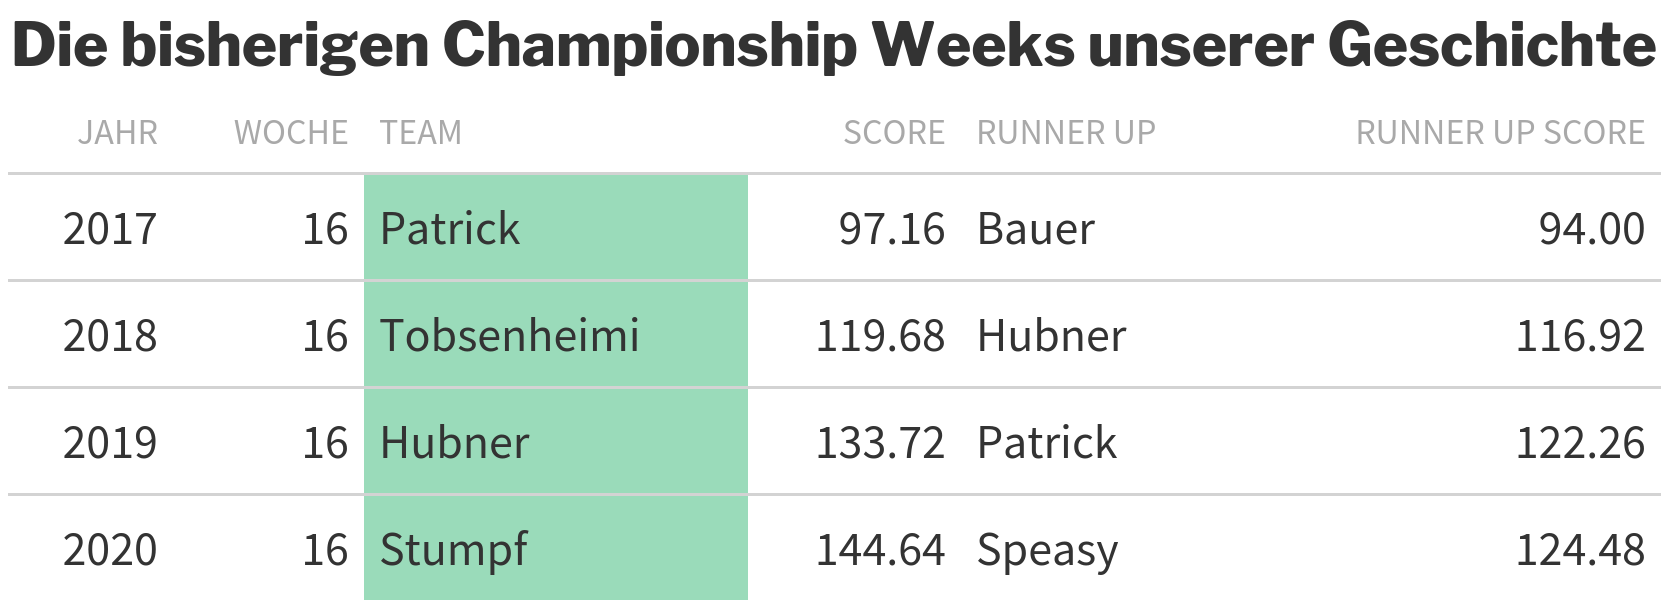 Die bisherigen Championship Weeks unserer Geschichte
JAHR WOCHE TEAM SCORE RUNNER UP RUNNER UP SCORE
2017 16 Patrick 97.16 Bauer 94.00
2018 16 Tobsenheimi 119.68 Hubner 116.92
2019 16 Hubner 133.72 Patrick 122.26
2020 16 Stumpf 144.64 Speasy 124.48